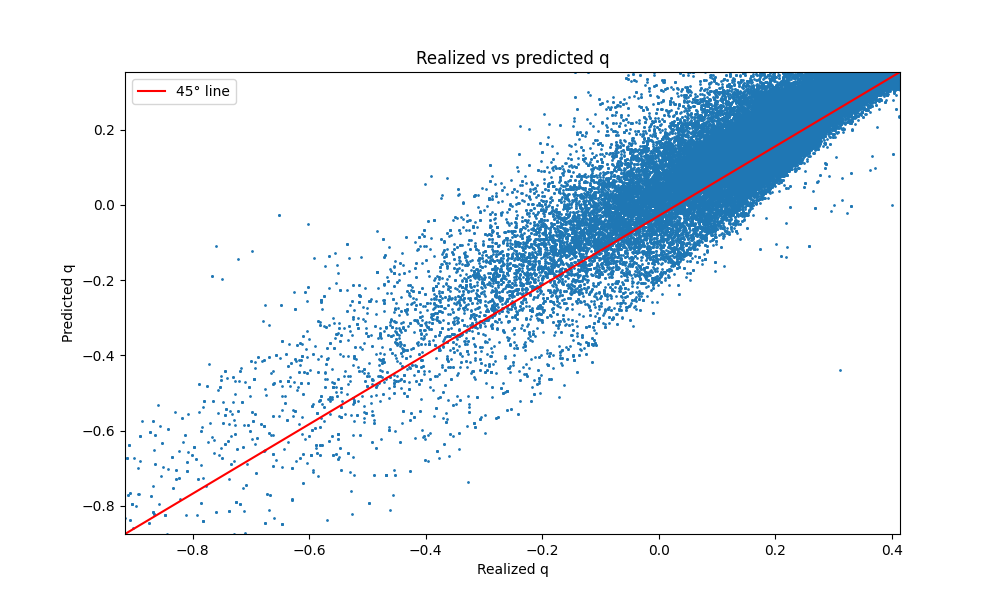 Realized vs predicted q
45° line
0.2
0.0
−0.2
−0.4
−0.6
−0.8
Predicted q
−0.8 −0.6 −0.4 −0.2 0.0 0.2 0.4
Realized q